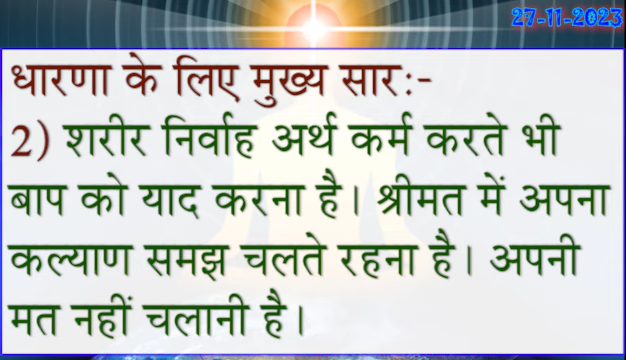 27-11-2023
धारणा के लिए मुख्य सार:-
2) शरीर निर्वाह अर्थ कर्म करते भी
बाप को याद करना है। श्रीमत में अपना
कल्याण समझ चलते रहना है। अपनी
मत नहीं चलानी है।